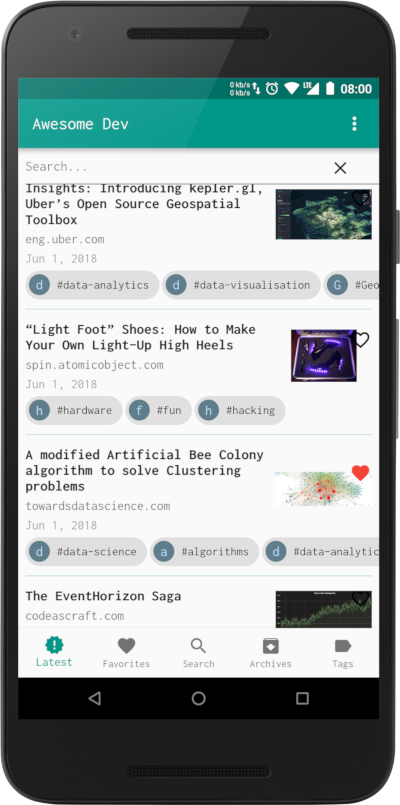 0 kb/s
0 kb/s
LTE
08:00
Awesome Dev
Search...
Insights: Introducing kepler.gl,
Uber's Open Source Geospatial
Toolbox
eng.uber.com
Jun 1, 2018
d #data-analytics d #data-visualisation G #Geo
“Light Foot” Shoes: How to Make
Your Own Light-Up High Heels
spin.atomicobject.com
Jun 1, 2018
h #hardware f #fun h #hacking
A modified Artificial Bee Colony
algorithm to solve Clustering
problems
towardsdatascience.com
Jun 1, 2018
d #data-science a #algorithms d #data-analytic
The EventHorizon Saga
codeascraft.com
Latest Favorites Search Archives Tags